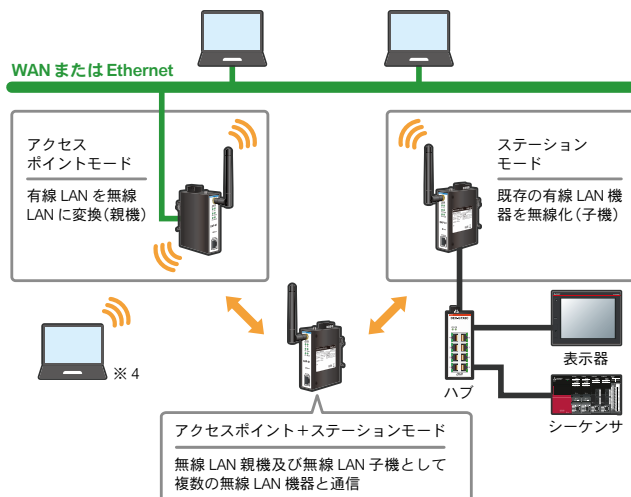 WAN または Ethernet
アクセス
ポイントモード
有線 LAN を無線
LAN に変換（親機）
ステーション
モード
既存の有線 LAN 機
器を無線化（子機）
※ 4
ハブ
表示器
シーケンサ
アクセスポイント＋ステーションモード
無線 LAN 親機及び無線 LAN 子機として
複数の無線 LAN 機器と通信